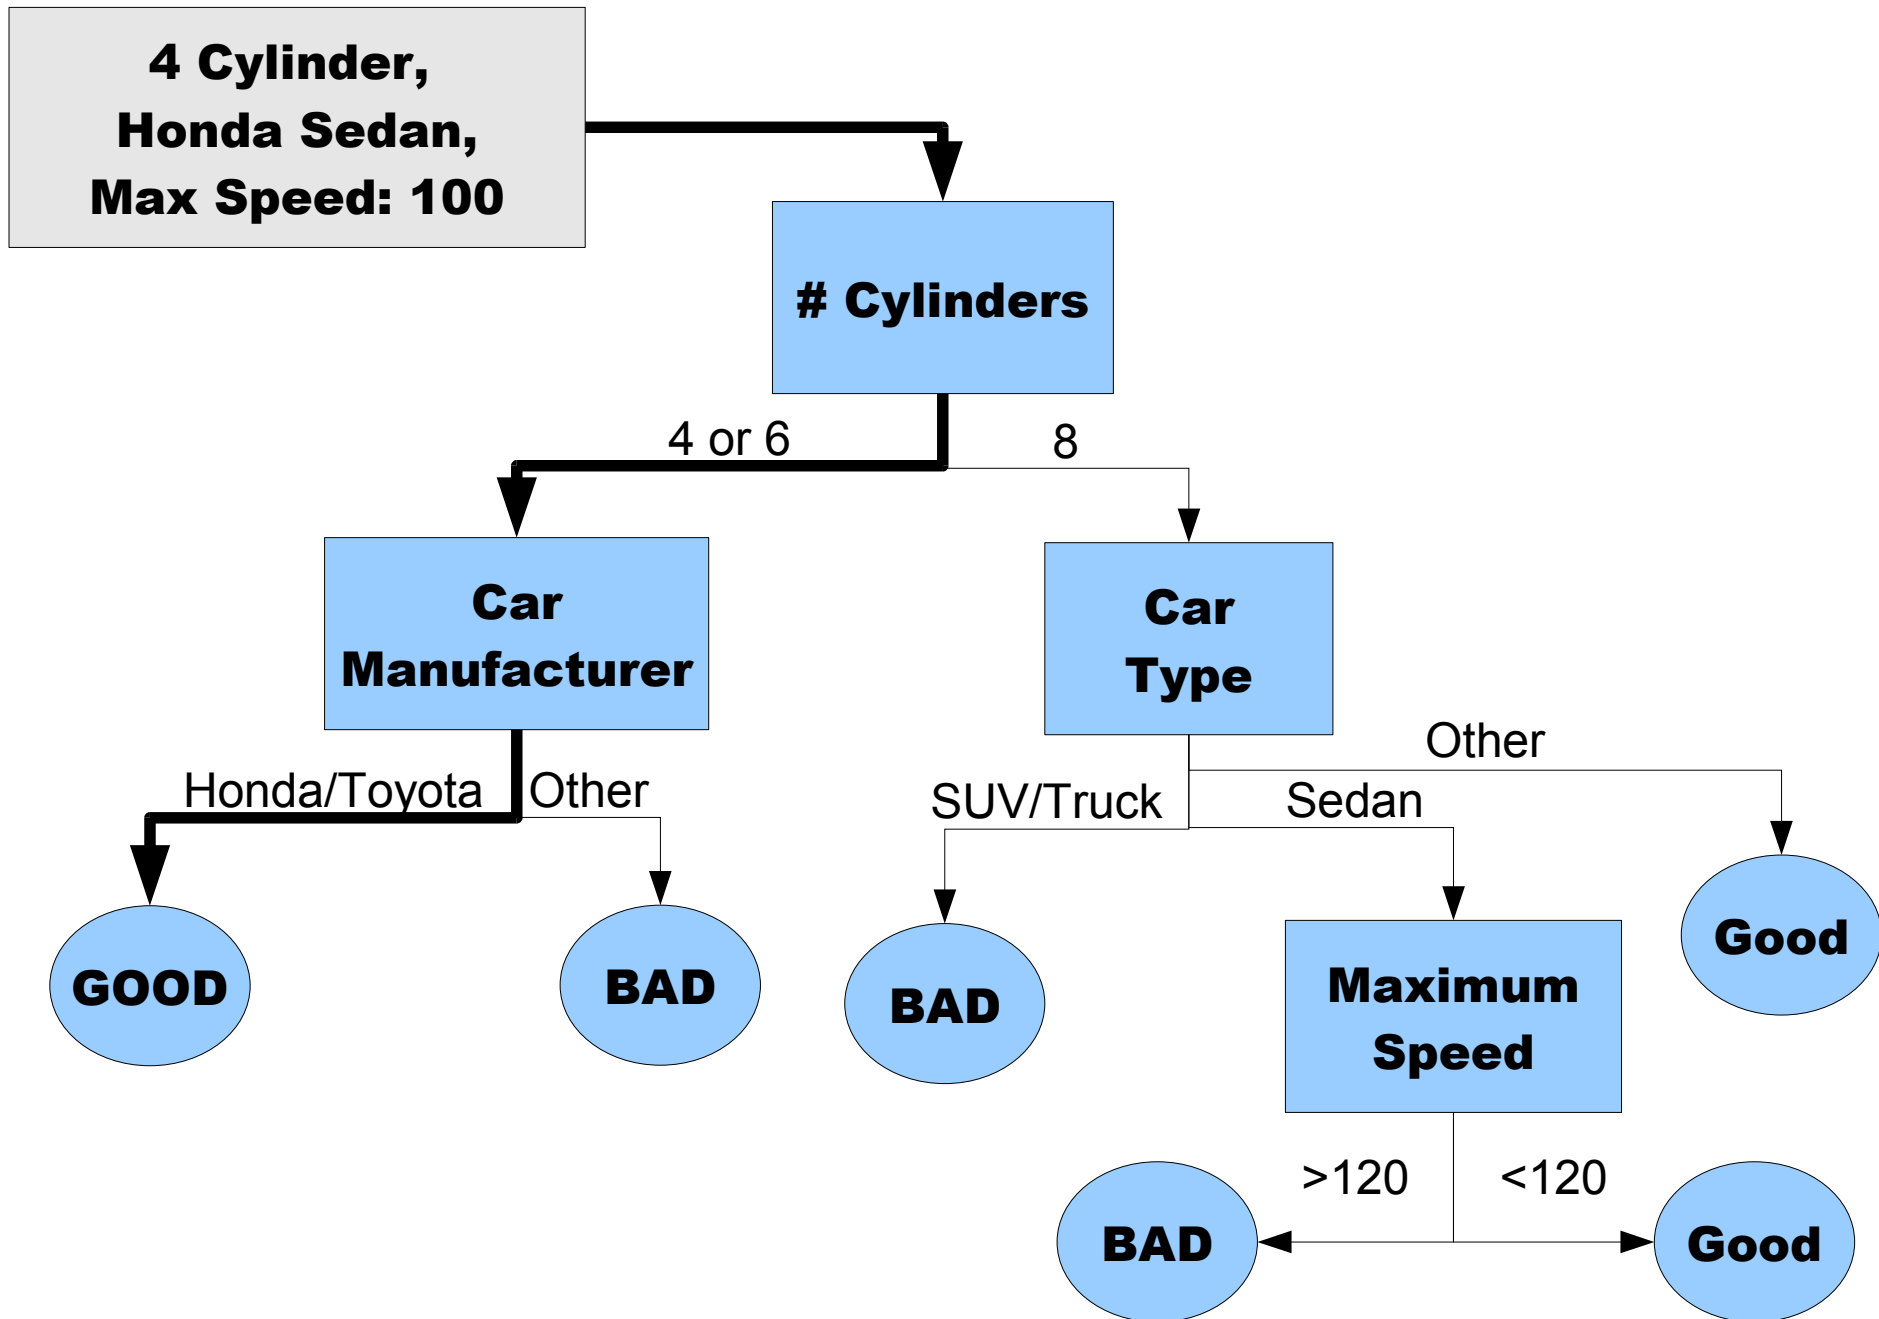 4 Cylinder,
Honda Sedan,
Max Speed: 100
# Cylinders
4 or 6
8
Car
Manufacturer
Car
Type
Honda/Toyota
Other
SUV/Truck
Sedan
Other
GOOD
BAD
BAD
Maximum
Speed
Good
>120
<120
BAD
Good